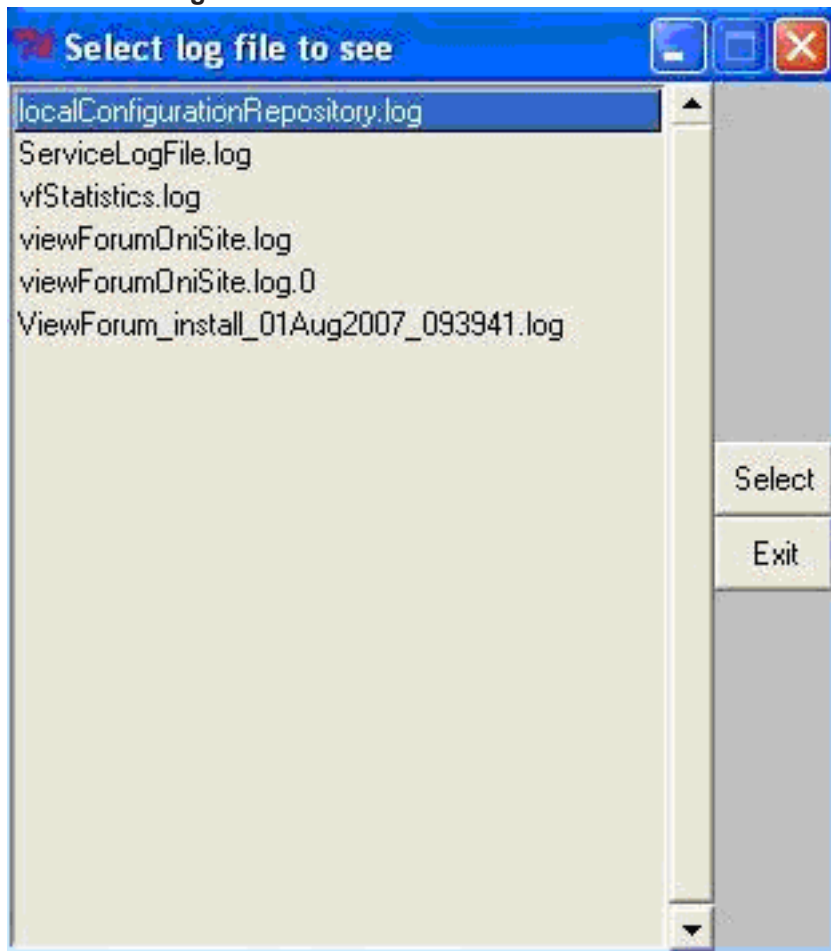 Select log file to see
localConfigurationRepository.log
ServiceLogFile.log
vfStatistics.log
viewForumOniSite.log
viewForumOniSite.log.0
ViewForum_install_01Aug2007_093941.log
Select
Exit